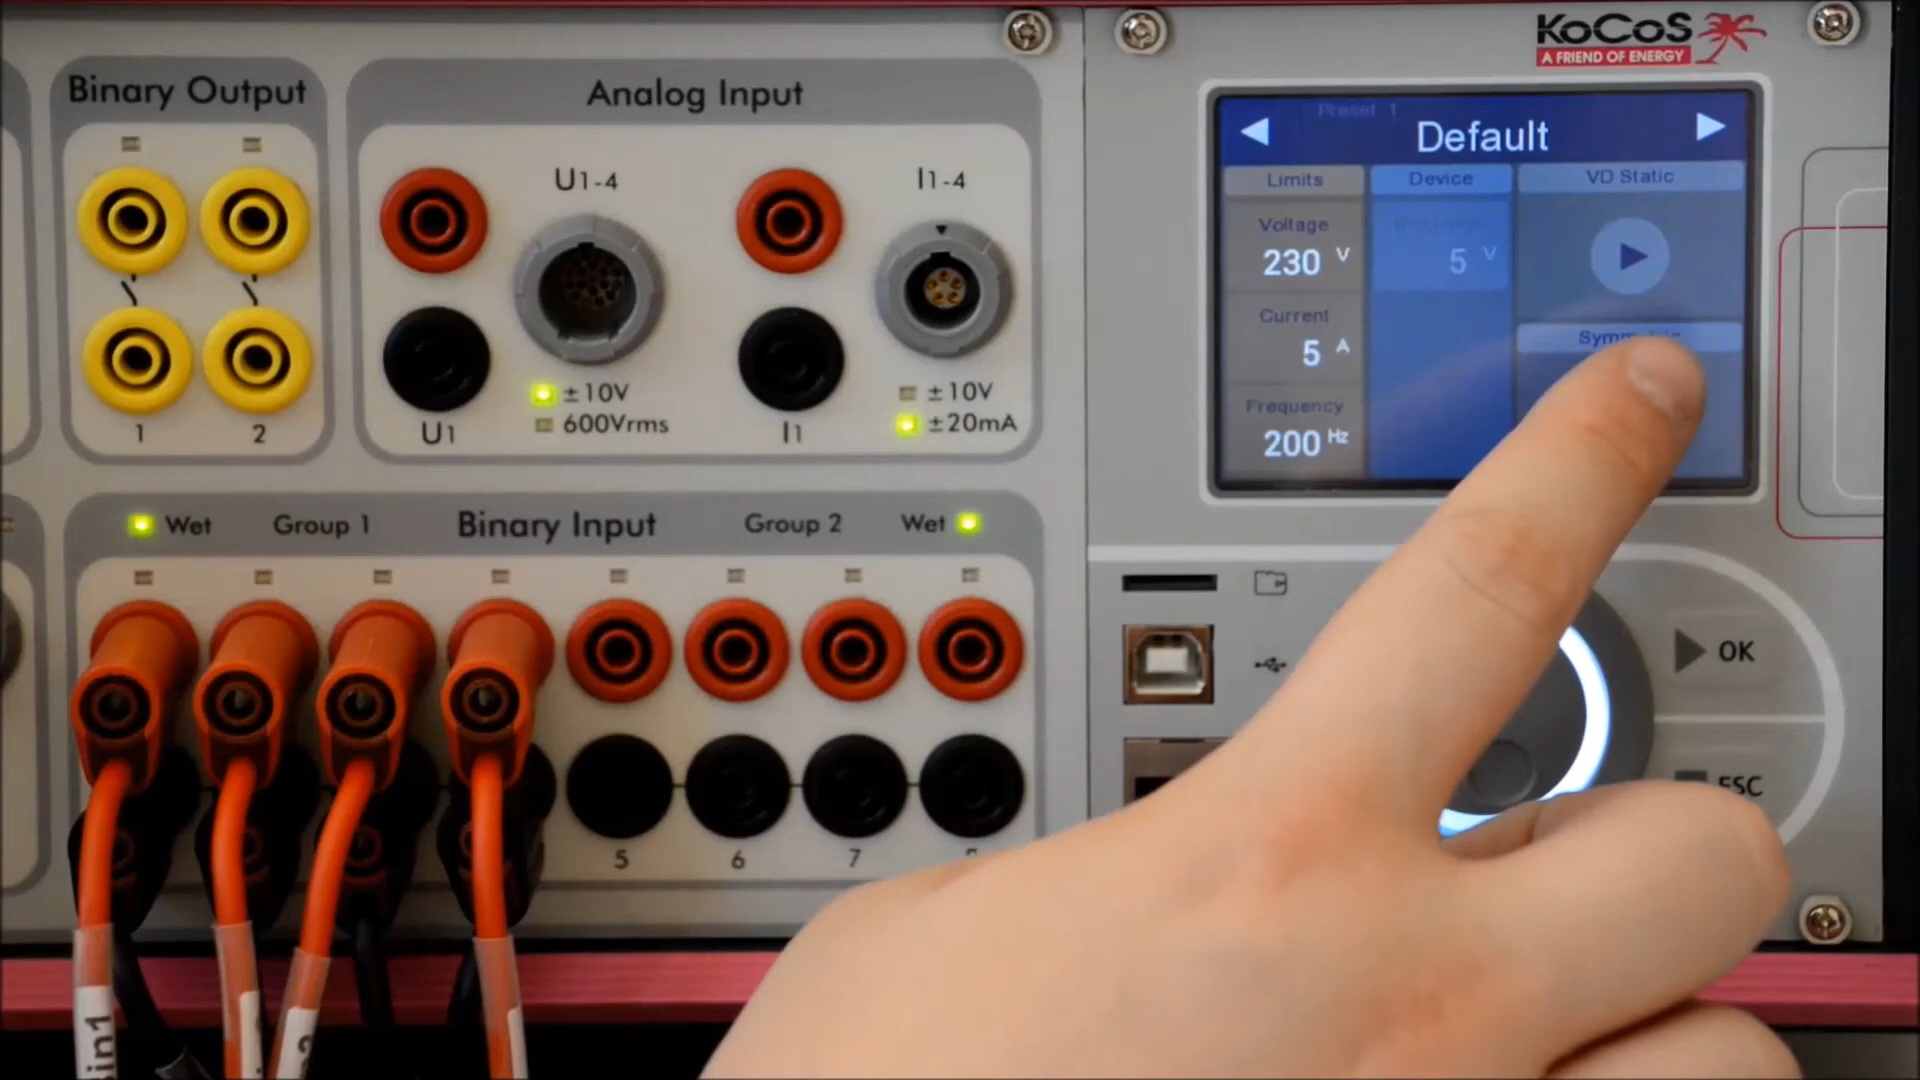 Binary Output
1
2
Analog Input
U1-4
I1-4
±10V
600Vrms
±10V
±20mA
U1
I1
KoCoS
A FRIEND OF ENERGY
Preset 1
Default
Limits
Device
VD Static
Voltage
230 V
5 V
Current
5 A
Frequency
200 Hz
Wet
Group 1
Binary Input
Group 2
Wet
5
6
7
OK
ESC